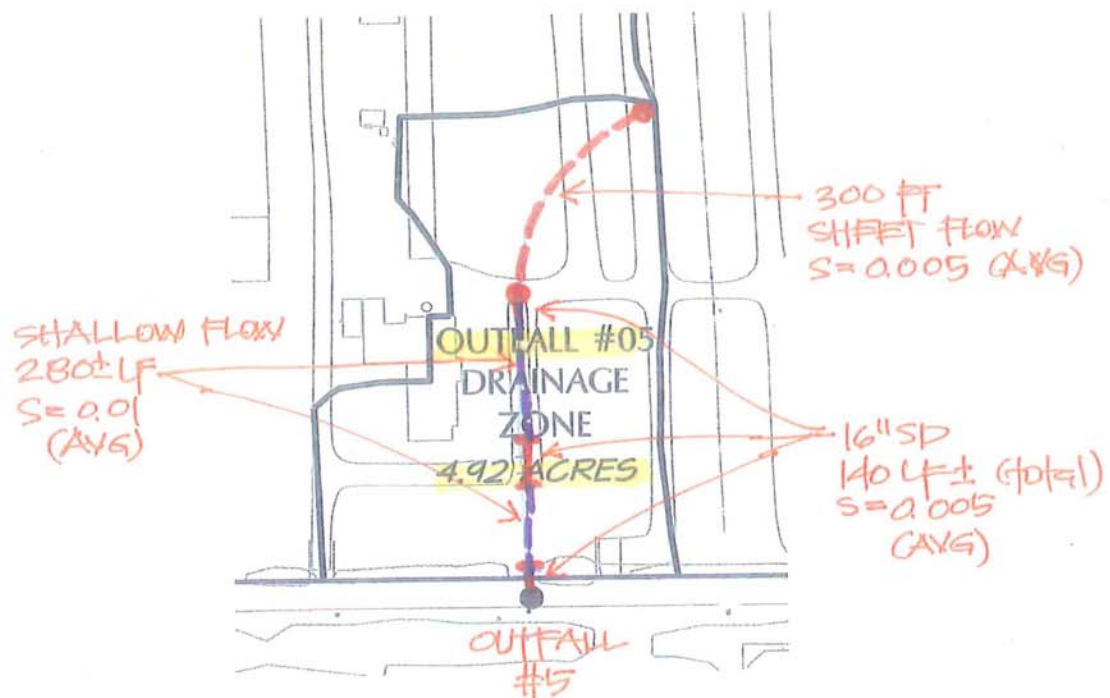 300 FT
SHEET FLOW
S=0.005 (AVG)
SHALLOW FLOW
280± LF
S=0.01
(AVG)
OUTFALL #05
DRAINAGE
ZONE
4.92 ACRES
16" SD
140 LF± (total)
S=0.005
(AVG)
OUTFALL
#5